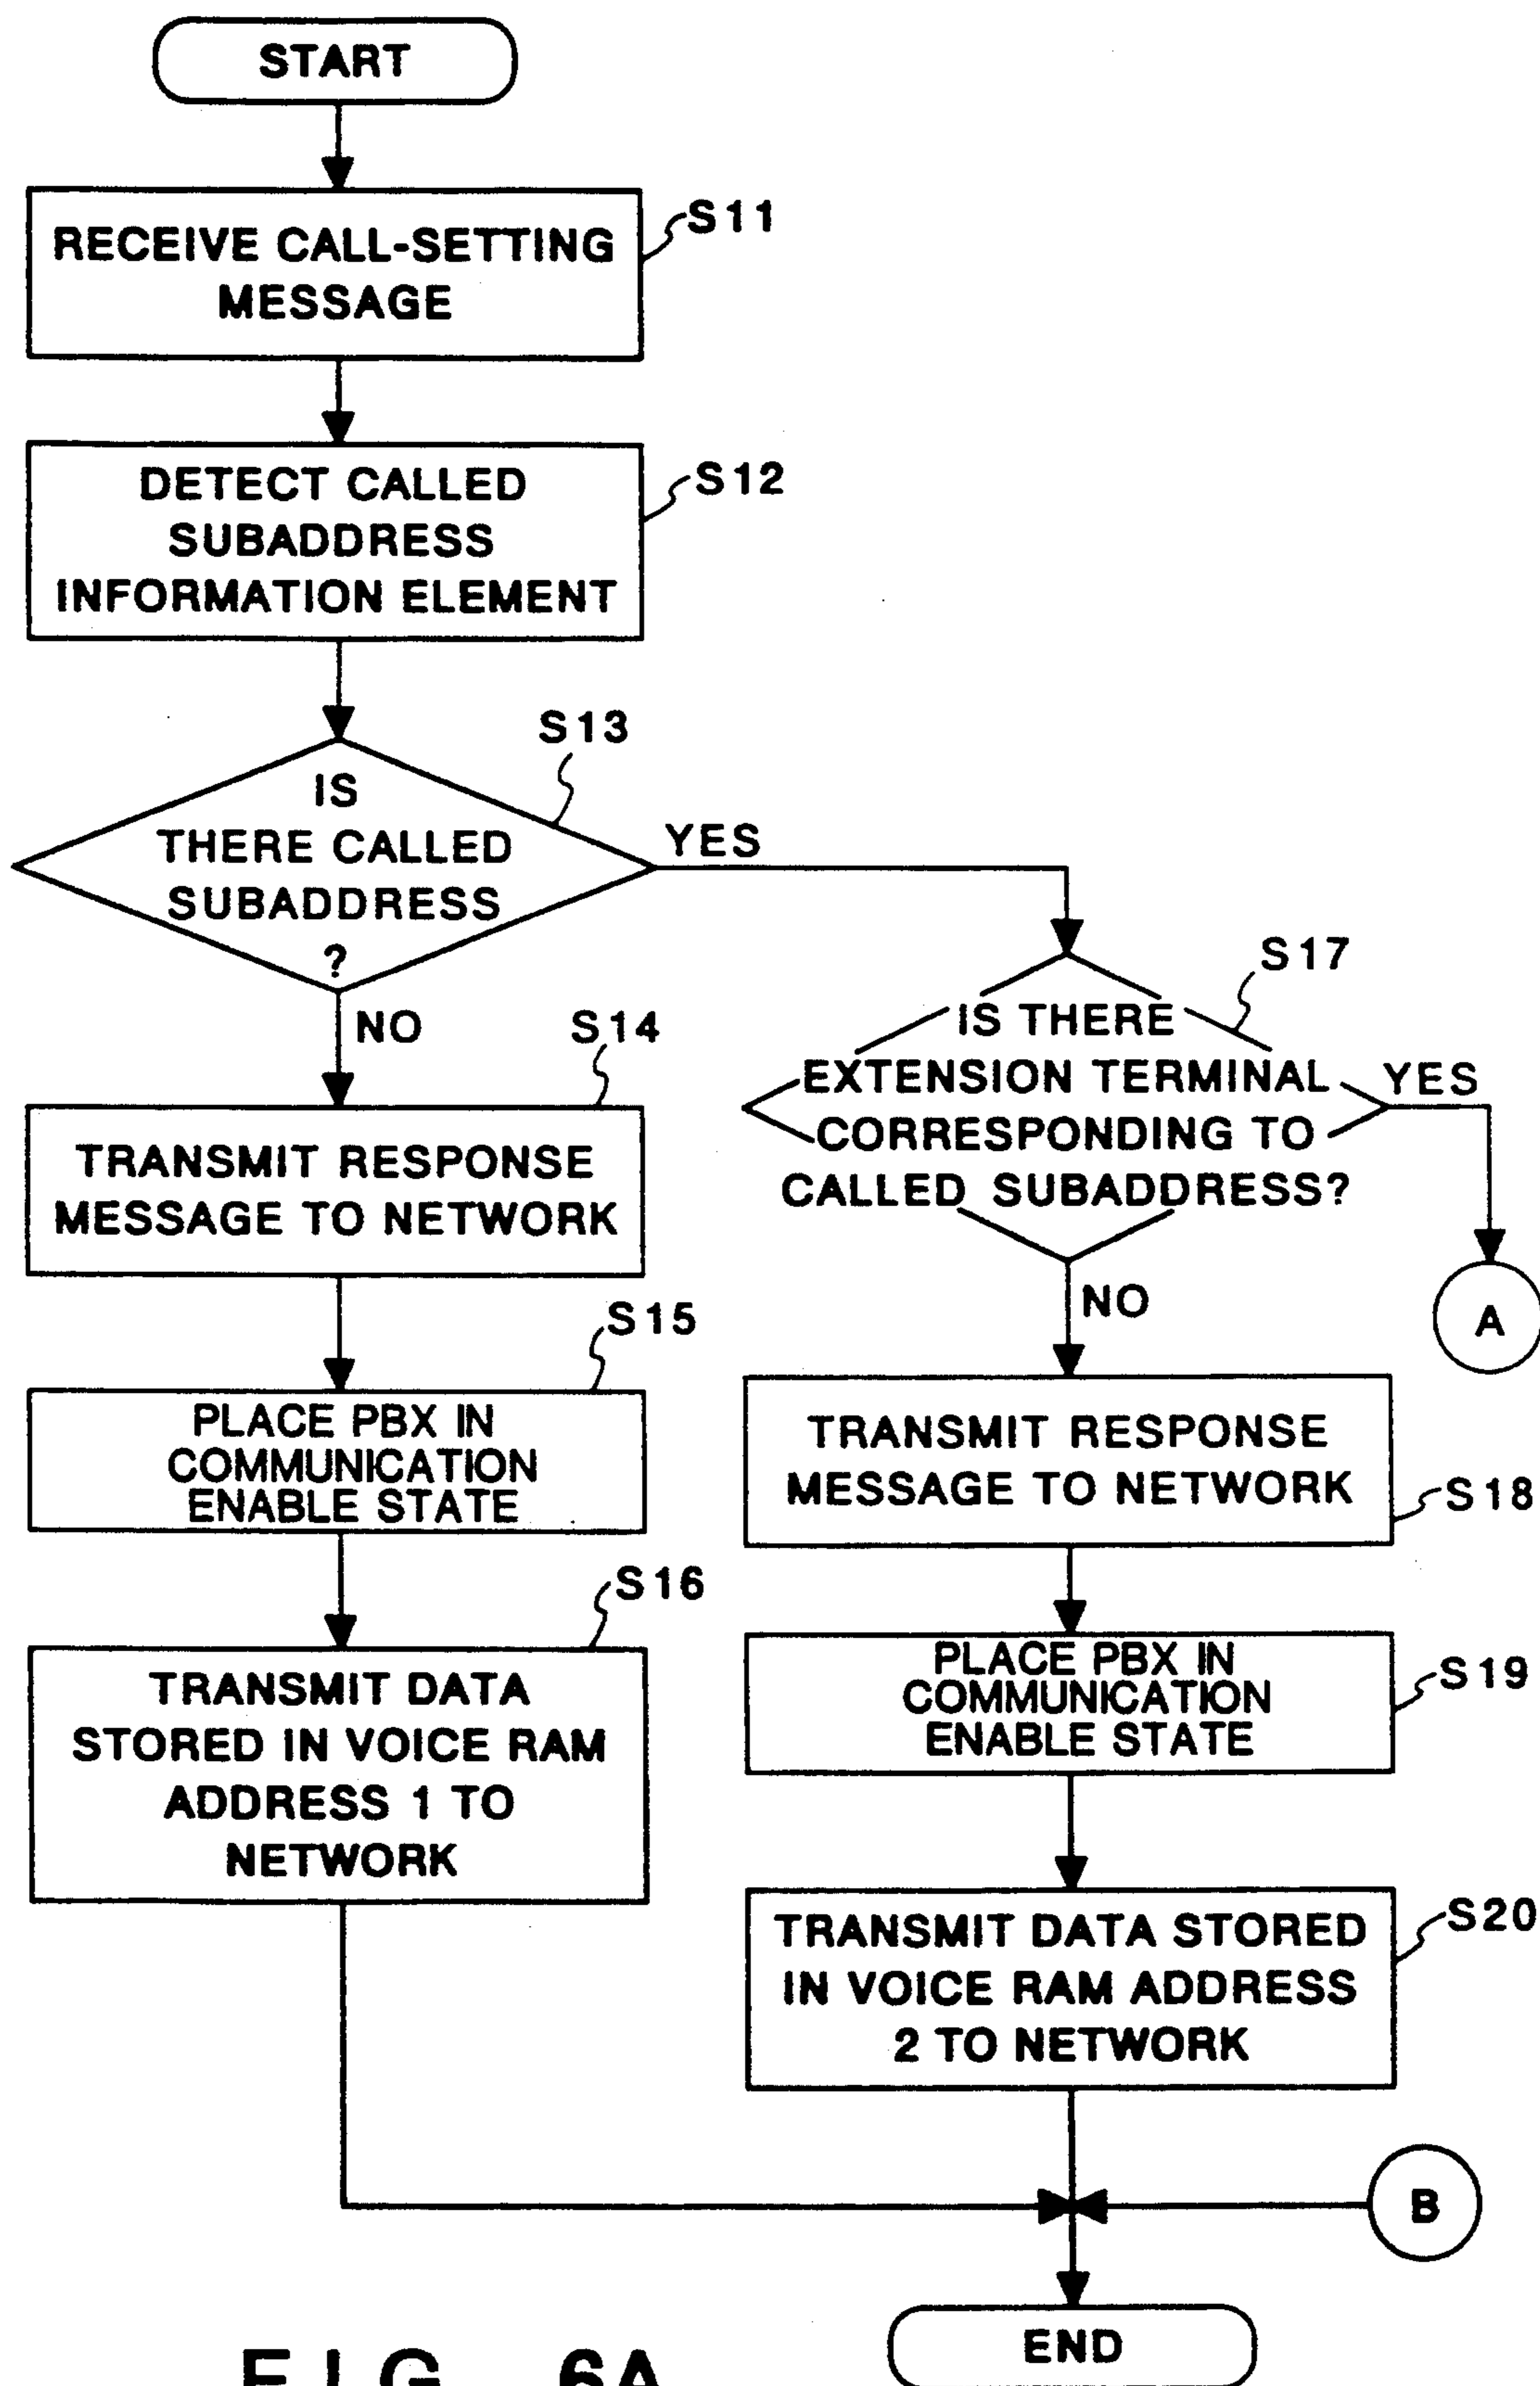 START
RECEIVE CALL-SETTING
MESSAGE
S11
DETECT CALLED
SUBADDRESS
INFORMATION ELEMENT
S12
IS
THERE CALLED
SUBADDRESS
?
S13
YES
NO
TRANSMIT RESPONSE
MESSAGE TO NETWORK
S14
PLACE PBX IN
COMMUNICATION
ENABLE STATE
S15
TRANSMIT DATA
STORED IN VOICE RAM
ADDRESS 1 TO
NETWORK
S16
IS THERE
EXTENSION TERMINAL
CORRESPONDING TO
CALLED SUBADDRESS?
S17
YES
A
NO
TRANSMIT RESPONSE
MESSAGE TO NETWORK
S18
PLACE PBX IN
COMMUNICATION
ENABLE STATE
S19
TRANSMIT DATA STORED
IN VOICE RAM ADDRESS
2 TO NETWORK
S20
B
END
FIG. 6A